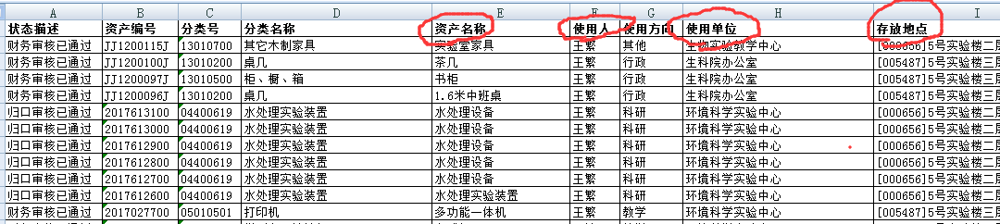 A B C D E F G H I
状态描述 资产编号 分类号 分类名称 资产名称 使用人 使用方向 使用单位 存放地点
财务审核已通过 JJ1200115J 13010700 其它木制家具 实验室家具 王繁 其他 生物实验教学中心 [000656]5号实验楼三层
财务审核已通过 JJ1200100J 13010200 桌几 茶几 王繁 行政 生科院办公室 [005487]5号实验楼三层
财务审核已通过 JJ1200097J 13010500 柜、橱、箱 书柜 王繁 行政 生科院办公室 [005487]5号实验楼三层
财务审核已通过 JJ1200096J 13010200 桌几 1.6米中班桌 王繁 行政 生科院办公室 [005487]5号实验楼三层
归口审核已通过 2017613100 04400619 水处理实验装置 水处理设备 王繁 科研 环境科学实验中心 [000656]5号实验楼二层
归口审核已通过 2017613000 04400619 水处理实验装置 水处理设备 王繁 科研 环境科学实验中心 [000656]5号实验楼二层
归口审核已通过 2017612900 04400619 水处理实验装置 水处理设备 王繁 科研 环境科学实验中心 [000656]5号实验楼二层
归口审核已通过 2017612800 04400619 水处理实验装置 水处理设备 王繁 科研 环境科学实验中心 [000656]5号实验楼二层
归口审核已通过 2017612700 04400619 水处理实验装置 水处理设备 王繁 科研 环境科学实验中心 [000656]5号实验楼二层
归口审核已通过 2017612600 04400619 水处理实验装置 水处理实验装置 王繁 科研 环境科学实验中心 [000656]5号实验楼二层
归口审核已通过 2017027700 05010501 打印机 多功能一体机 王繁 教学 环境科学实验中心 [005487]5号实验楼三层